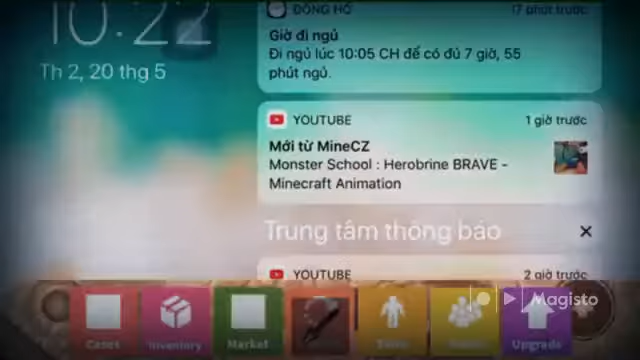 10:22
Th 2, 20 thg 5
ĐỒNG HỒ
17 phút trước
Giờ đi ngủ
Đi ngủ lúc 10:05 CH để có đủ 7 giờ, 55
phút ngủ.
YOUTUBE
1 giờ trước
Mới từ MineCZ
Monster School : Herobrine BRAVE -
Minecraft Animation
Trung tâm thông báo
YOUTUBE
2 giờ trước
Cases
Inventory
Market
Upgrade
Magisto